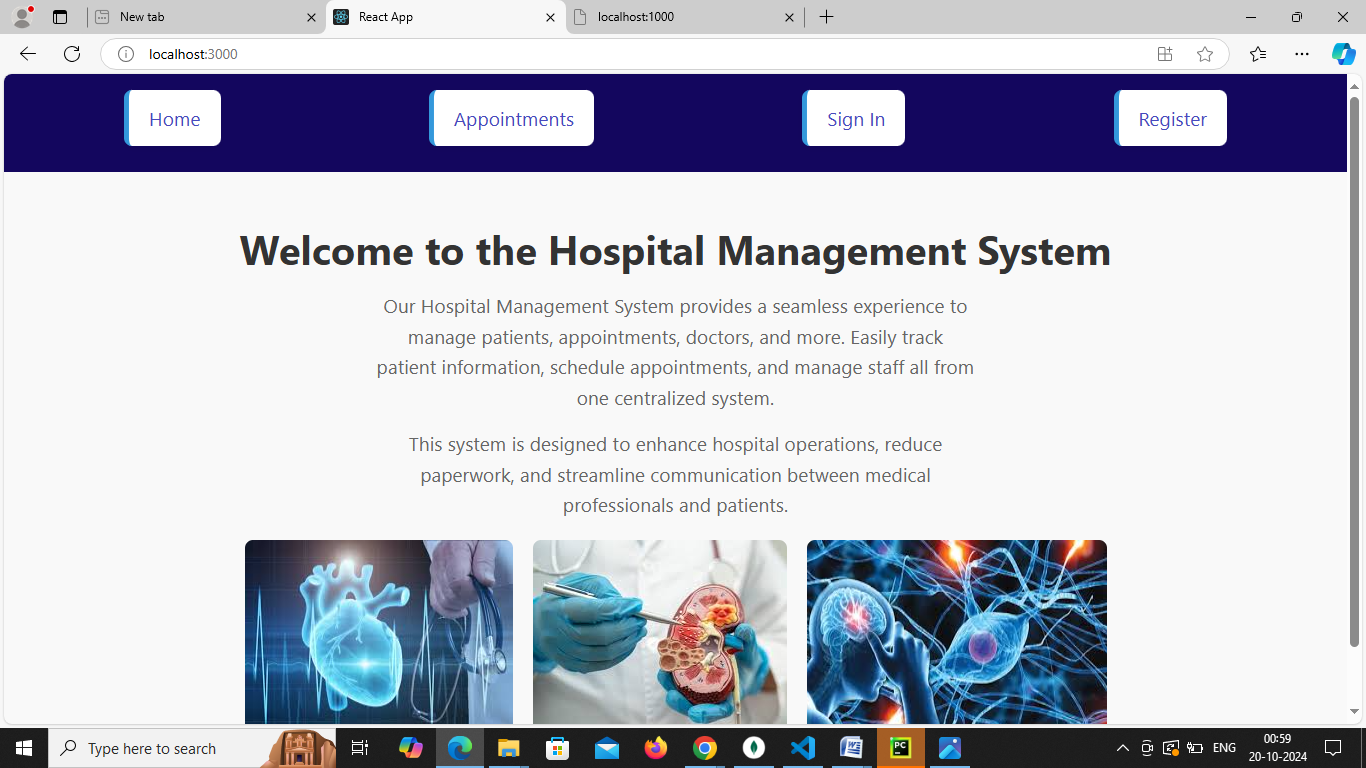 New tab
React App
localhost:1000
localhost:3000
Home
Appointments
Sign In
Register
Welcome to the Hospital Management System
Our Hospital Management System provides a seamless experience to
manage patients, appointments, doctors, and more. Easily track
patient information, schedule appointments, and manage staff all from
one centralized system.
This system is designed to enhance hospital operations, reduce
paperwork, and streamline communication between medical
professionals and patients.
Type here to search
PC
ENG
00:59
20-10-2024